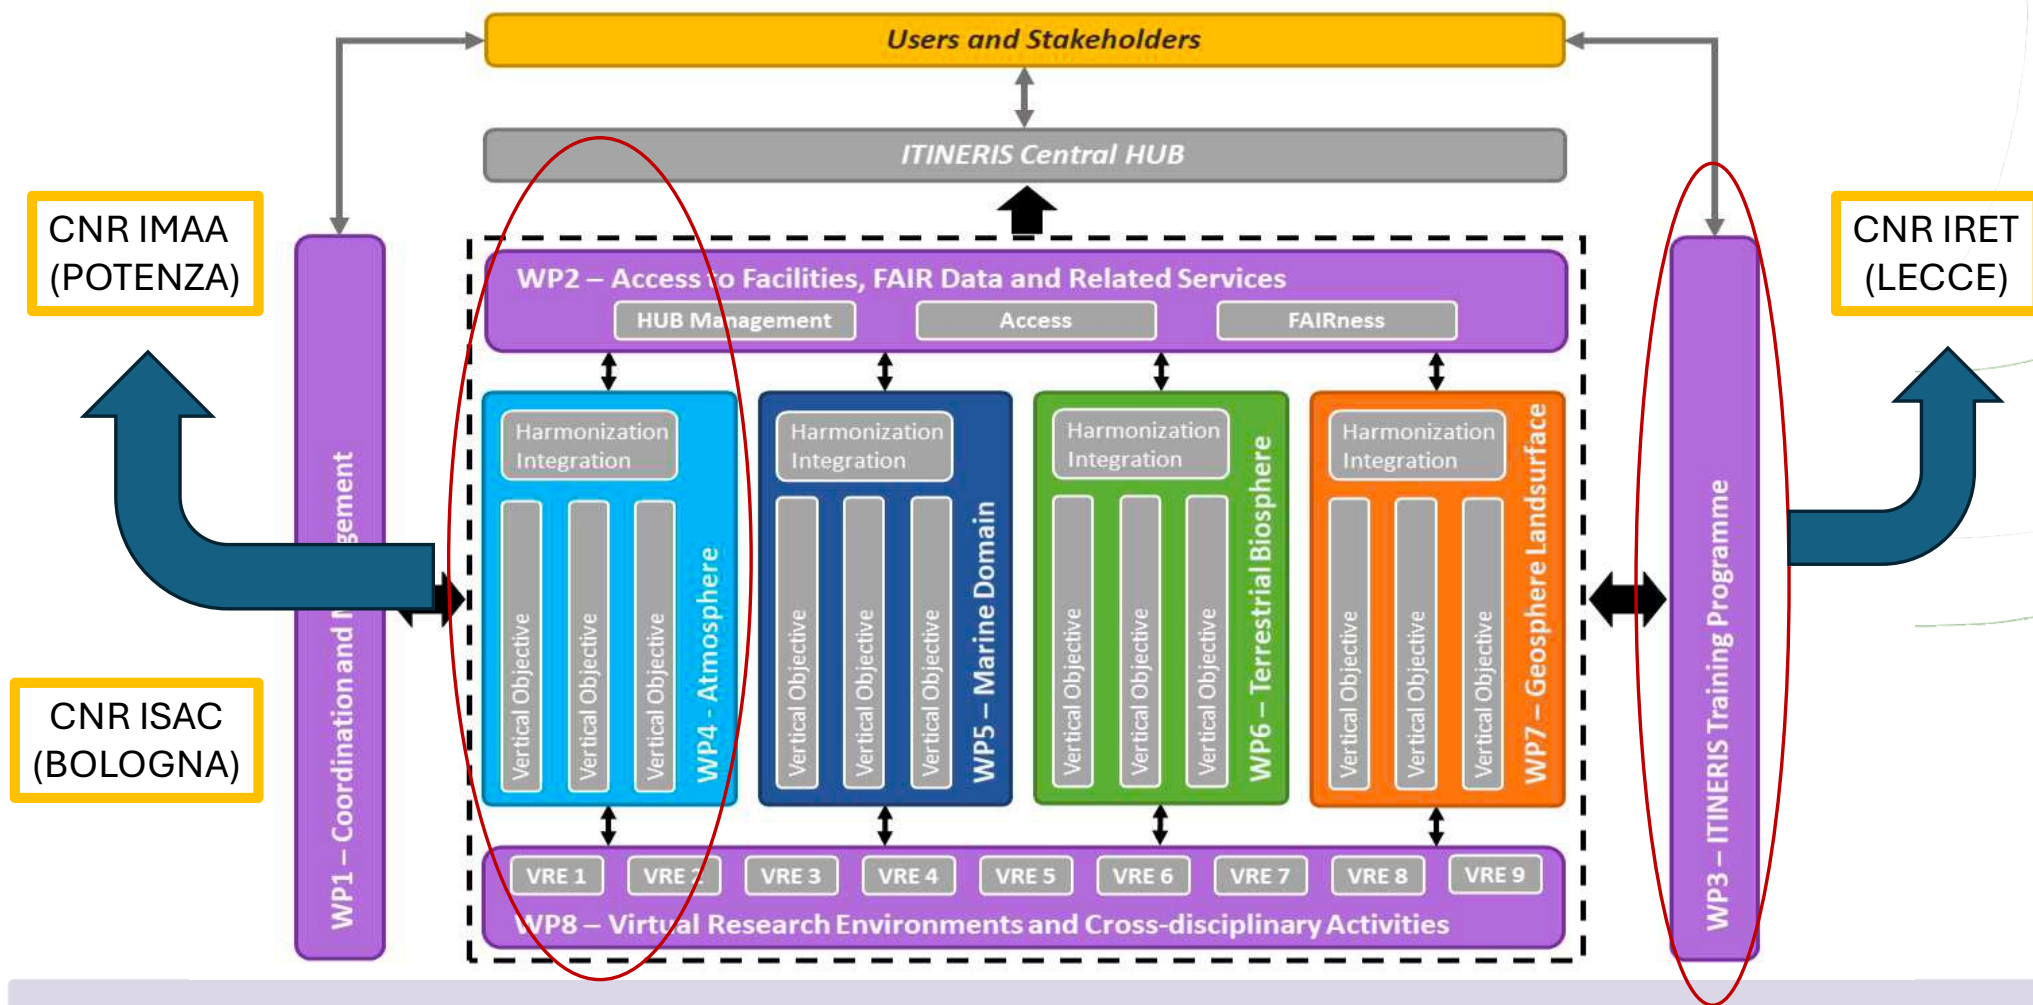 Users and Stakeholders
ITINERIS Central HUB
CNR IMAA
(POTENZA)
CNR ISAC
(BOLOGNA)
WP1 – Coordination and M gement
WP2 – Access to Facilities, FAIR Data and Related Services
HUB Management
Access
FAIRness
Harmonization
Integration
Vertical Objective
Vertical Objective
Vertical Objective
WP4 - Atmosphere
Harmonization
Integration
Vertical Objective
Vertical Objective
Vertical Objective
WP5 – Marine Domain
Harmonization
Integration
Vertical Objective
Vertical Objective
Vertical Objective
WP6 – Terrestrial Biosphere
Harmonization
Integration
Vertical Objective
Vertical Objective
Vertical Objective
WP7 – Geosphere Landsurface
VRE 1
VRE 2
VRE 3
VRE 4
VRE 5
VRE 6
VRE 7
VRE 8
VRE 9
WP8 – Virtual Research Environments and Cross-disciplinary Activities
WP3 – ITINERIS Training Programme
CNR IRET
(LECCE)